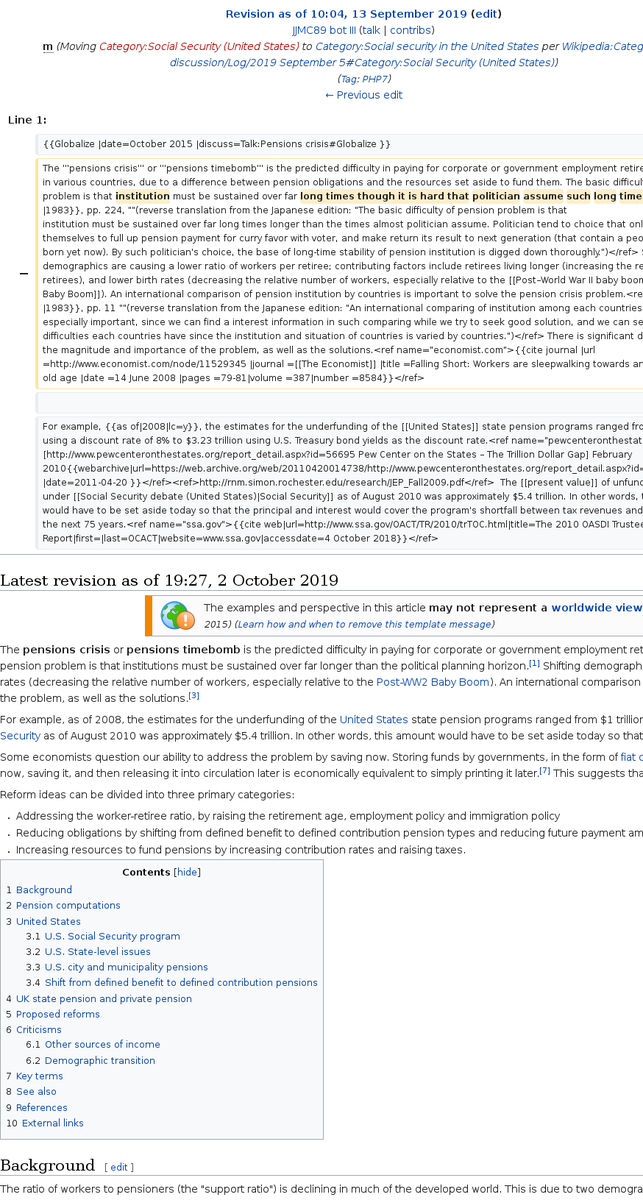 Revision as of 10:04, 13 September 2019 (edit)
JJMC89 bot III (talk | contribs)
m (Moving Category:Social Security (United States) to Category:Social security in the United States per Wikipedia:Categ
discussion/Log/2019 September 5#Category:Social Security (United States))
(Tag: PHP7)
← Previous edit
Line 1:
{{Globalize |date=October 2015 |discuss=Talk:Pensions crisis#Globalize }}
The '''pensions crisis''' or '''pensions timebomb''' is the predicted difficulty in paying for corporate or government employment retire
in various countries, due to a difference between pension obligations and the resources set aside to fund them. The basic difficul
problem is that institution must be sustained over far long times though it is hard that politician assume such long time
|1983}}, pp. 224, ""(reverse translation from the Japanese edition: "The basic difficulty of pension problem is that
institution must be sustained over far long times longer than the times almost politician assume. Politician tend to choice that onl
themselves to full up pension payment for curry favor with voter, and make return its result to next generation (that contain a peo
born yet now). By such politician's choice, the base of long-time stability of pension institution is digged down thoroughly.")</ref>
demographics are causing a lower ratio of workers per retiree; contributing factors include retirees living longer (increasing the re
retirees), and lower birth rates (decreasing the relative number of workers, especially relative to the [[Post–World War II baby boom
Baby Boom]]). An international comparison of pension institution by countries is important to solve the pension crisis problem.<re
|1983}}, pp. 11 ""(reverse translation from the Japanese edition: "An international comparing of institution among each countries
especially important, since we can find a interest information in such comparing while we try to seek good solution, and we can se
difficulties each countries have since the institution and situation of countries is varied by countries.")</ref> There is significant d
the magnitude and importance of the problem, as well as the solutions.<ref name="economist.com">{{cite journal |url
=http://www.economist.com/node/11529345 |journal =[[The Economist]] |title =Falling Short: Workers are sleepwalking towards ar
old age |date =14 June 2008 |pages =79-81|volume =387|number =8584}}</ref>
−
For example, {{as of|2008|lc=y}}, the estimates for the underfunding of the [[United States]] state pension programs ranged fro
using a discount rate of 8% to $3.23 trillion using U.S. Treasury bond yields as the discount rate.<ref name="pewcenteronthestat
[http://www.pewcenteronthestates.org/report_detail.aspx?id=56695 Pew Center on the States – The Trillion Dollar Gap] February
2010{{webarchive|url=https://web.archive.org/web/20110420014738/http://www.pewcenteronthestates.org/report_detail.aspx?id=
|date=2011-04-20 }}</ref><ref>http://rnm.simon.rochester.edu/research/JEP_Fall2009.pdf</ref> The [[present value]] of unfund
under [[Social Security debate (United States)|Social Security]] as of August 2010 was approximately $5.4 trillion. In other words, t
would have to be set aside today so that the principal and interest would cover the program's shortfall between tax revenues and
the next 75 years.<ref name="ssa.gov">{{cite web|url=http://www.ssa.gov/OACT/TR/2010/trTOC.html|title=The 2010 OASDI Trustee
Report|first=|last=OCACT|website=www.ssa.gov|accessdate=4 October 2018}}</ref>
Latest revision as of 19:27, 2 October 2019
The examples and perspective in this article may not represent a worldwide view
2015) (Learn how and when to remove this template message)
The pensions crisis or pensions timebomb is the predicted difficulty in paying for corporate or government employment ret
pension problem is that institutions must be sustained over far longer than the political planning horizon.[1] Shifting demograph
rates (decreasing the relative number of workers, especially relative to the Post-WW2 Baby Boom). An international comparison
the problem, as well as the solutions.[3]
For example, as of 2008, the estimates for the underfunding of the United States state pension programs ranged from $1 trillion
Security as of August 2010 was approximately $5.4 trillion. In other words, this amount would have to be set aside today so that
Some economists question our ability to address the problem by saving now. Storing funds by governments, in the form of fiat c
now, saving it, and then releasing it into circulation later is economically equivalent to simply printing it later.[7] This suggests tha
Reform ideas can be divided into three primary categories:
. Addressing the worker-retiree ratio, by raising the retirement age, employment policy and immigration policy
. Reducing obligations by shifting from defined benefit to defined contribution pension types and reducing future payment am
. Increasing resources to fund pensions by increasing contribution rates and raising taxes.
Contents [hide]
1 Background
2 Pension computations
3 United States
3.1 U.S. Social Security program
3.2 U.S. State-level issues
3.3 U.S. city and municipality pensions
3.4 Shift from defined benefit to defined contribution pensions
4 UK state pension and private pension
5 Proposed reforms
6 Criticisms
6.1 Other sources of income
6.2 Demographic transition
7 Key terms
8 See also
9 References
10 External links
Background [ edit ]
The ratio of workers to pensioners (the "support ratio") is declining in much of the developed world. This is due to two demogra